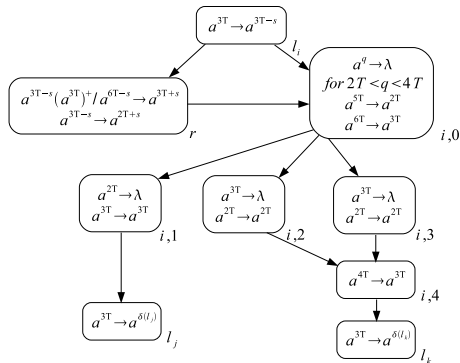 a^{3T}→a^{3T−s}
l_i
a^{3T−s}(a^{3T})^+/a^{6T−s}→a^{3T+s}
a^{3T−s}→a^{2T+s}
r
a^q→λ
for 2T<q<4T
a^{5T}→a^{2T}
a^{6T}→a^{3T}
i,0
a^{2T}→λ
a^{3T}→a^{3T}
i,1
a^{3T}→λ
a^{2T}→a^{2T}
i,2
a^{3T}→λ
a^{2T}→a^{2T}
i,3
a^{4T}→a^{3T}
i,4
a^{3T}→a^{δ(l_j)}
l_j
a^{3T}→a^{δ(l_k)}
l_k